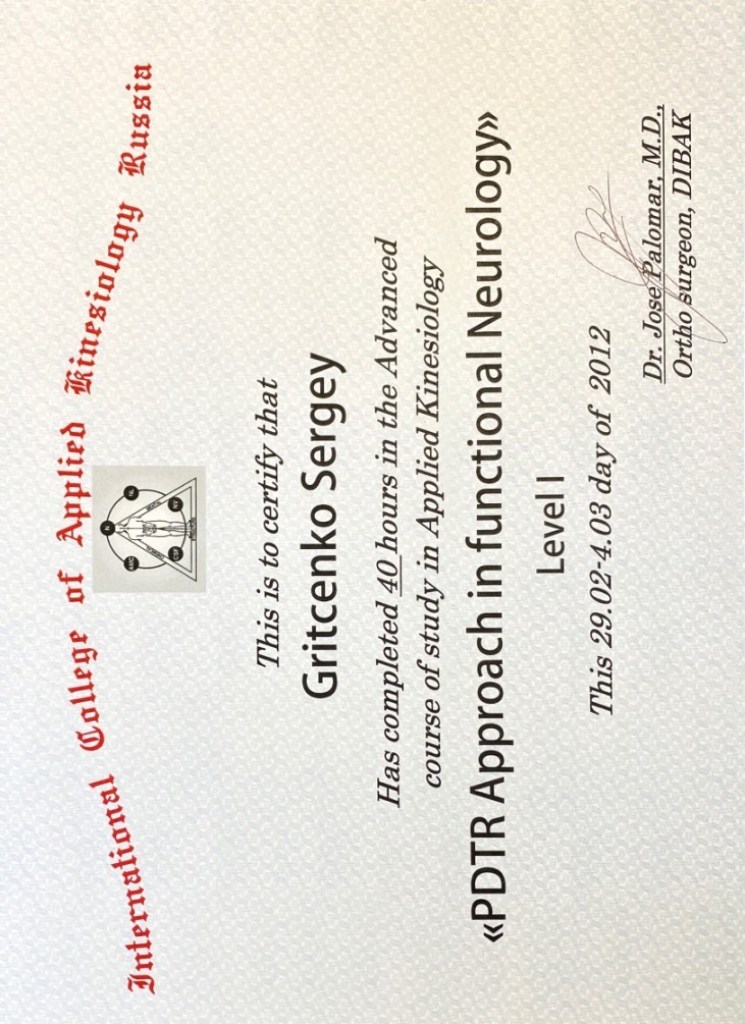 International College of Applied Kinesiology Russia
N
AMC
NL
CSF
NV
This is to certify that
Gritcenko Sergey
Has completed 40 hours in the Advanced
course of study in Applied Kinesiology
«PDTR Approach in functional Neurology»
Level I
This 29.02-4.03 day of 2012
Dr. Jose Palomar, M.D.,
Ortho surgeon, DIBAK